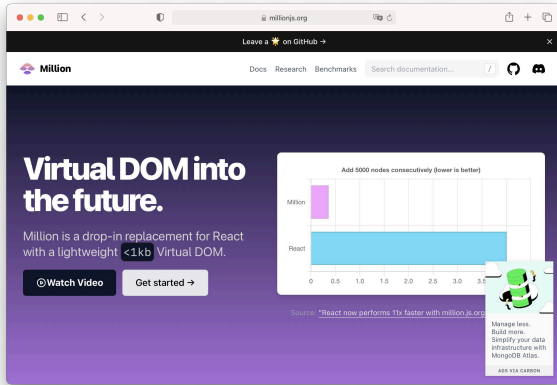 millionjs.org
Leave a 🌟 on GitHub →
Million
Docs Research Benchmarks Search documentation... /
Virtual DOM into
the future.
Million is a drop-in replacement for React
with a lightweight <1kb Virtual DOM.
Watch Video
Get started →
Add 5000 nodes consecutively (lower is better)
Million
React
0 0.5 1.0 1.5 2.0 2.5 3.0 3.5
Source: "React now performs 11x faster with million.js.org
Manage less.
Build more.
Simplify your data
infrastructure with
MongoDB Atlas.
ADS VIA CARBON